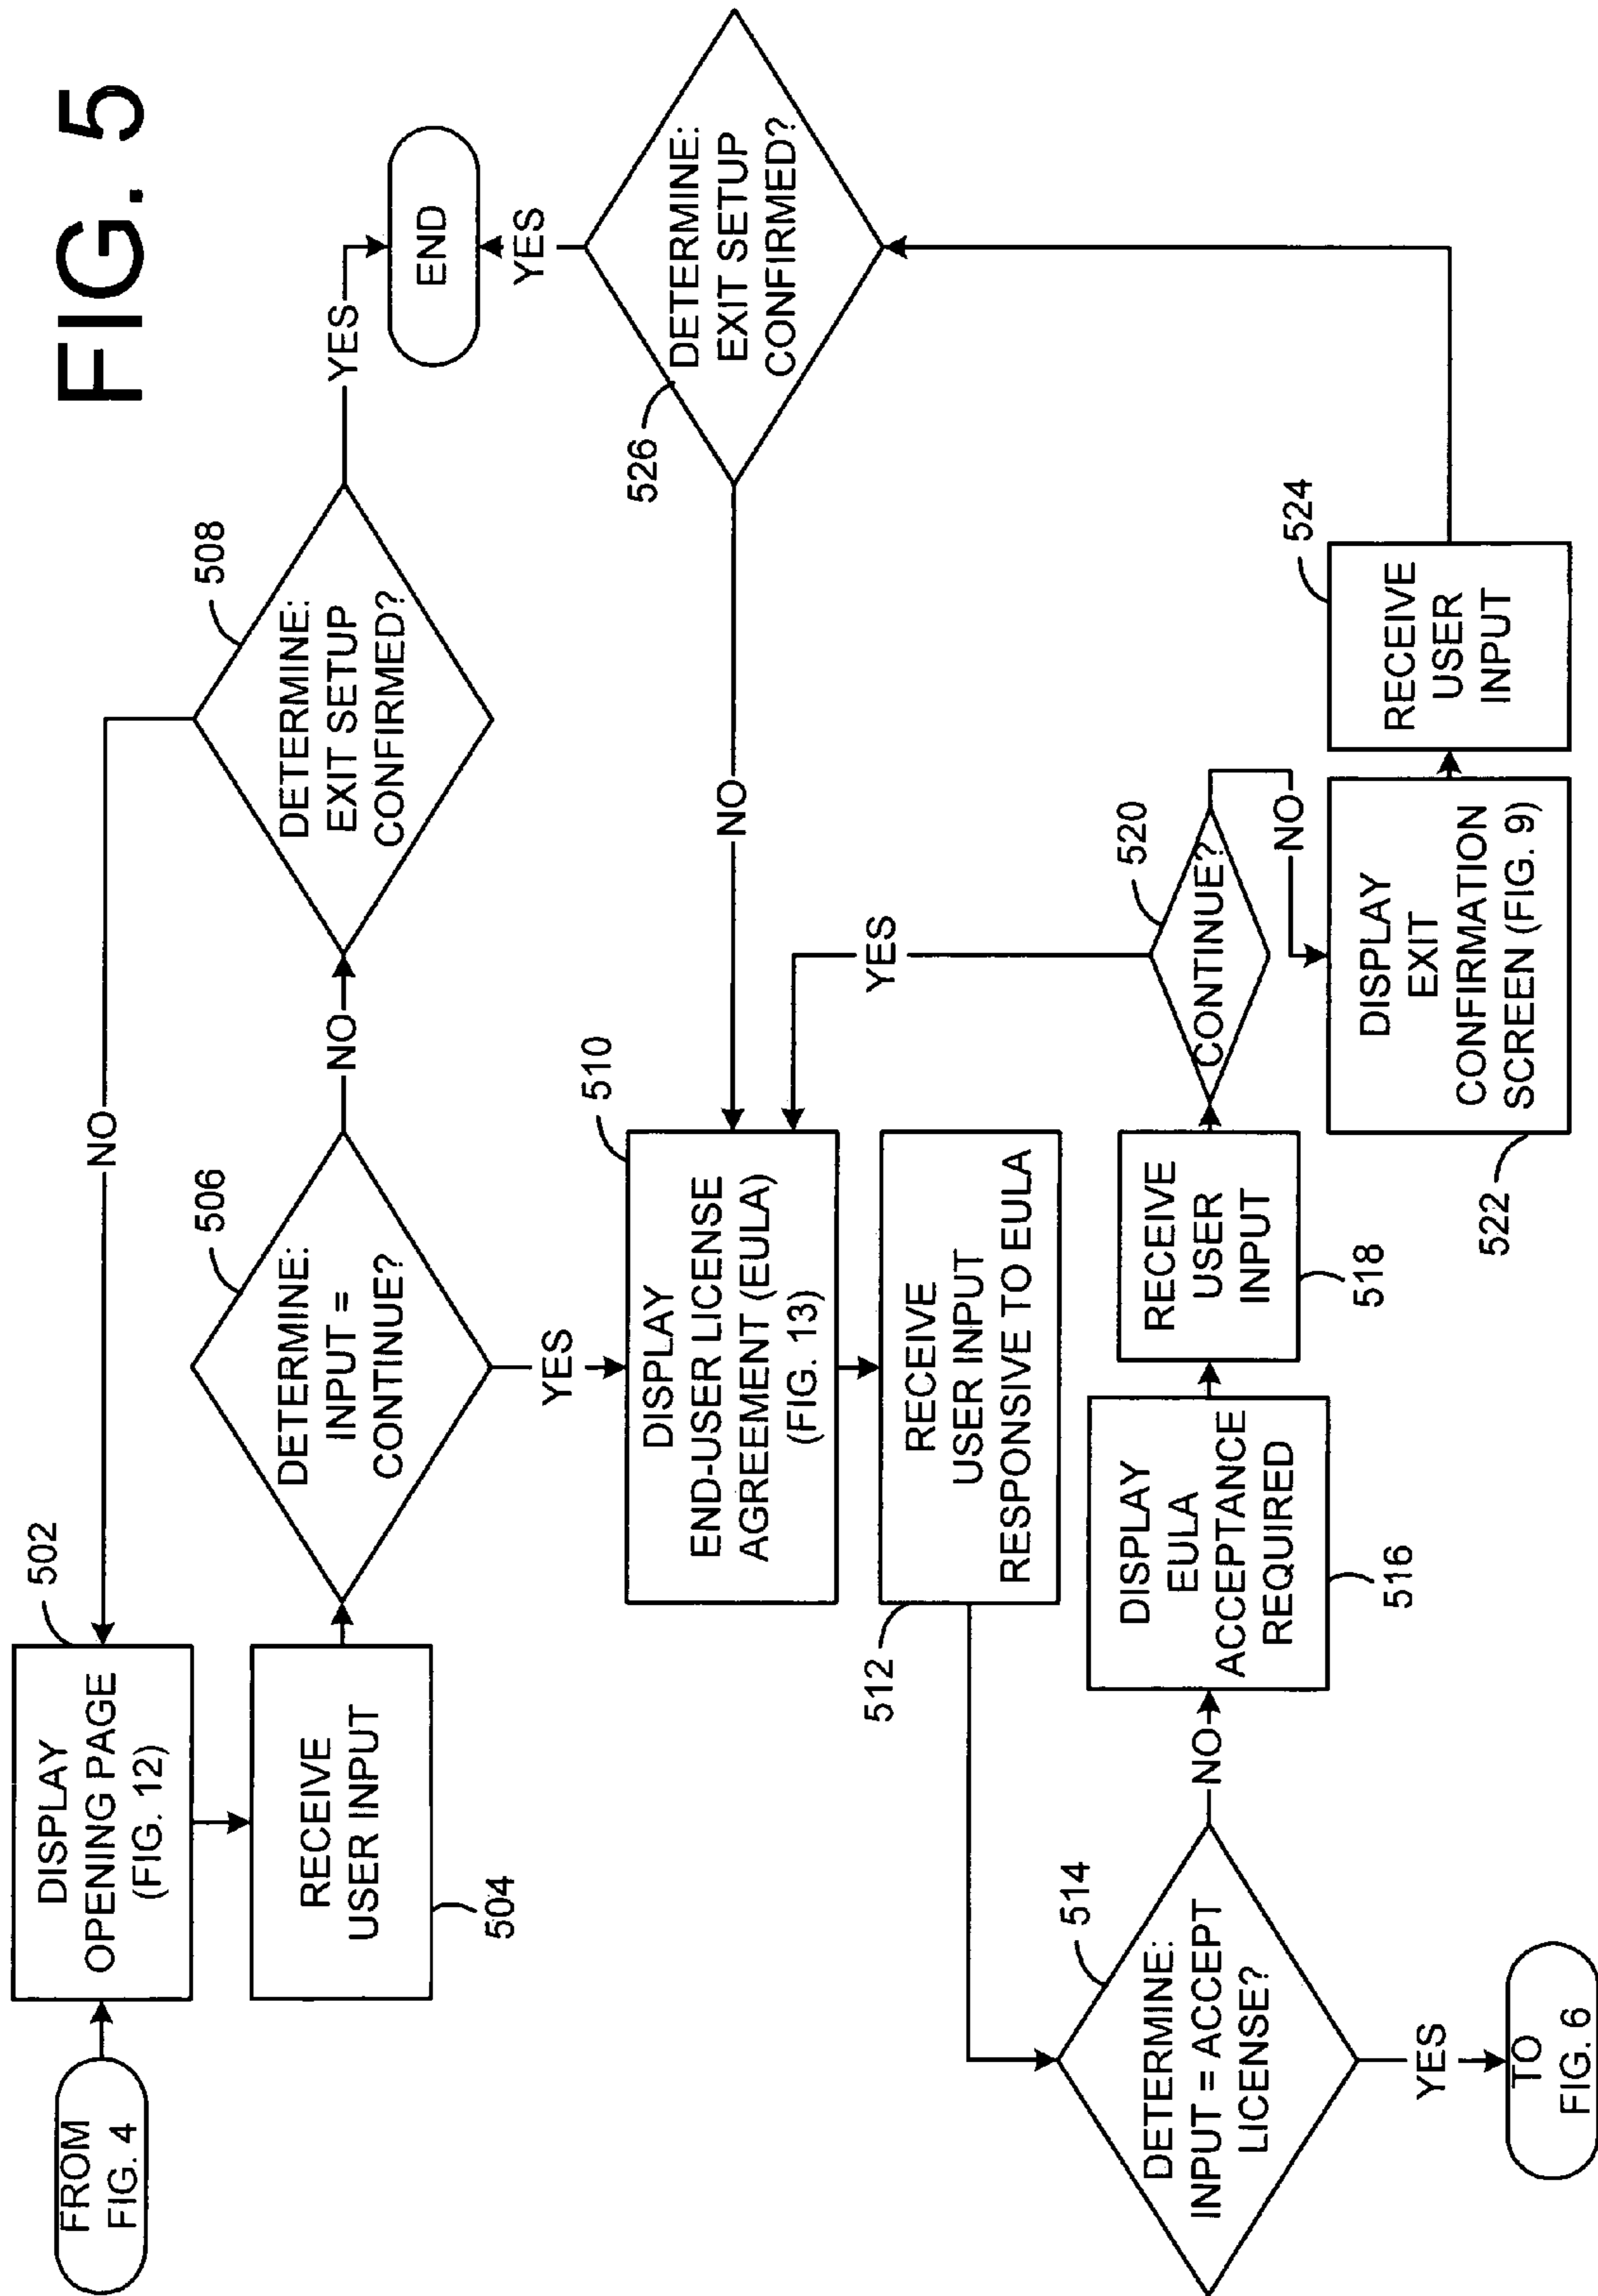 FIG. 5
FROM
FIG. 4
502
DISPLAY
OPENING PAGE
(FIG. 12)
NO
RECEIVE
USER INPUT
504
506
DETERMINE:
INPUT =
CONTINUE?
NO
508
DETERMINE:
EXIT SETUP
CONFIRMED?
YES
END
YES
YES
510
DISPLAY
END-USER LICENSE
AGREEMENT (EULA)
(FIG. 13)
NO
526
DETERMINE:
EXIT SETUP
CONFIRMED?
RECEIVE
USER INPUT
RESPONSIVE TO EULA
512
YES
514
DETERMINE:
INPUT = ACCEPT
LICENSE?
NO
DISPLAY
EULA
ACCEPTANCE
REQUIRED
516
RECEIVE
USER
INPUT
518
520
CONTINUE?
NO
DISPLAY
EXIT
CONFIRMATION
SCREEN (FIG. 9)
522
524
RECEIVE
USER
INPUT
YES
TO
FIG. 6